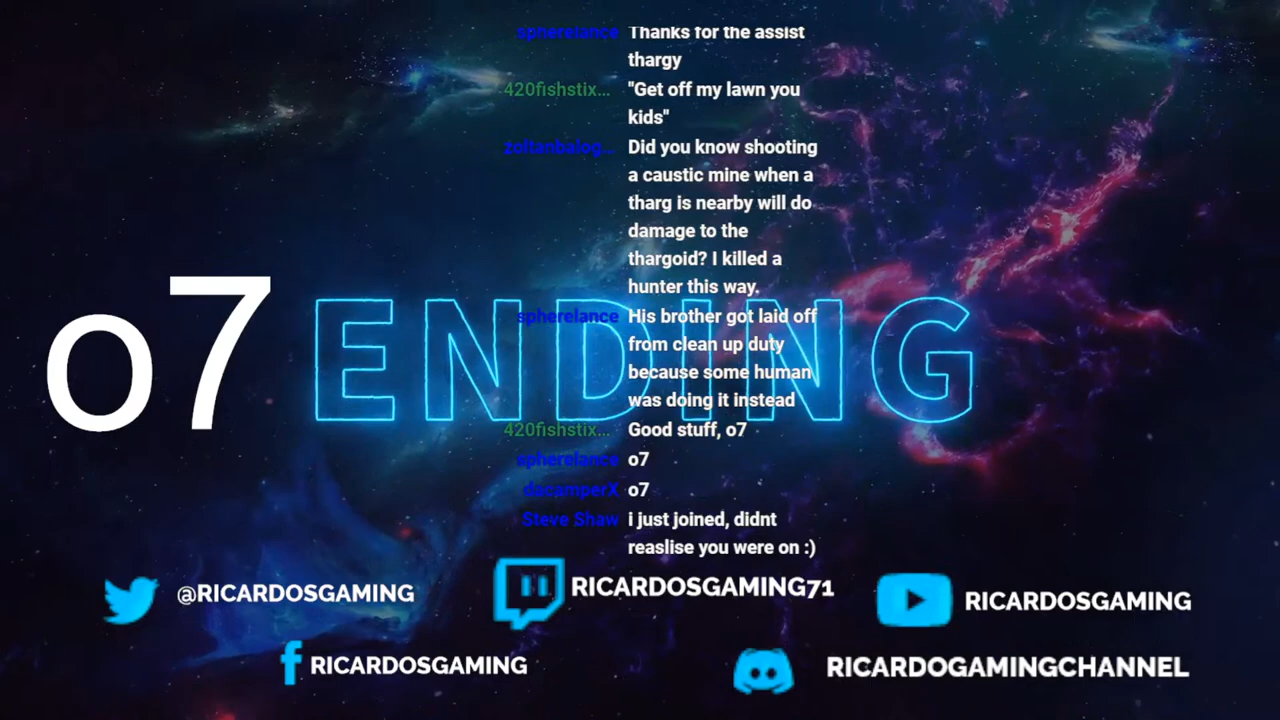 spherelance Thanks for the assist
thargy
420fishstix... "Get off my lawn you
kids"
zoltanbalog... Did you know shooting
a caustic mine when a
tharg is nearby will do
damage to the
thargoid? I killed a
hunter this way.
spherelance His brother got laid off
from clean up duty
because some human
was doing it instead
o7 ENDING
420fishstix... Good stuff, o7
spherelance o7
dacamperX o7
Steve Shaw i just joined, didnt
reaslise you were on :)
@RICARDOSGAMING
RICARDOSGAMING71
RICARDOSGAMING
RICARDOSGAMING
RICARDOGAMINGCHANNEL